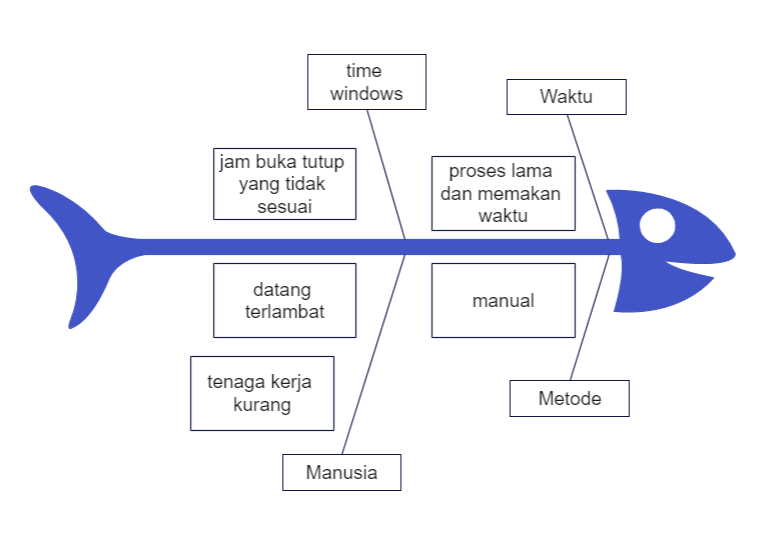 time
windows
Waktu
jam buka tutup
yang tidak
sesuai
proses lama
dan memakan
waktu
datang
terlambat
manual
tenaga kerja
kurang
Metode
Manusia